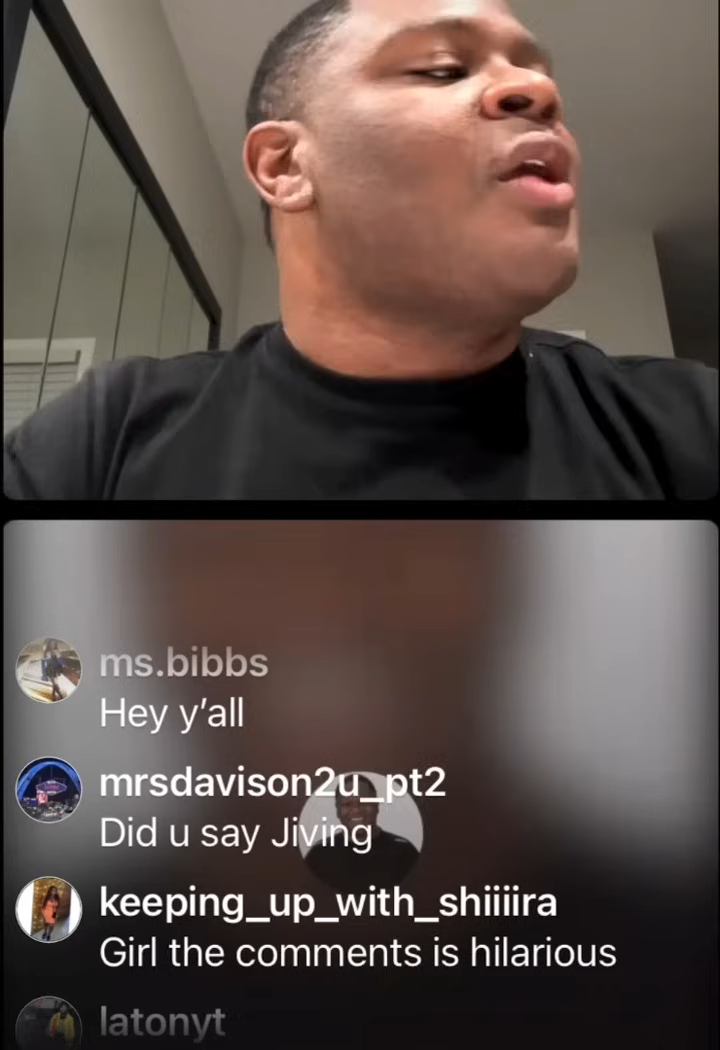 ms.bibbs
Hey y’all
mrsdavison2u_pt2
Did u say Jiving
keeping_up_with_shiiiira
Girl the comments is hilarious
latonyt